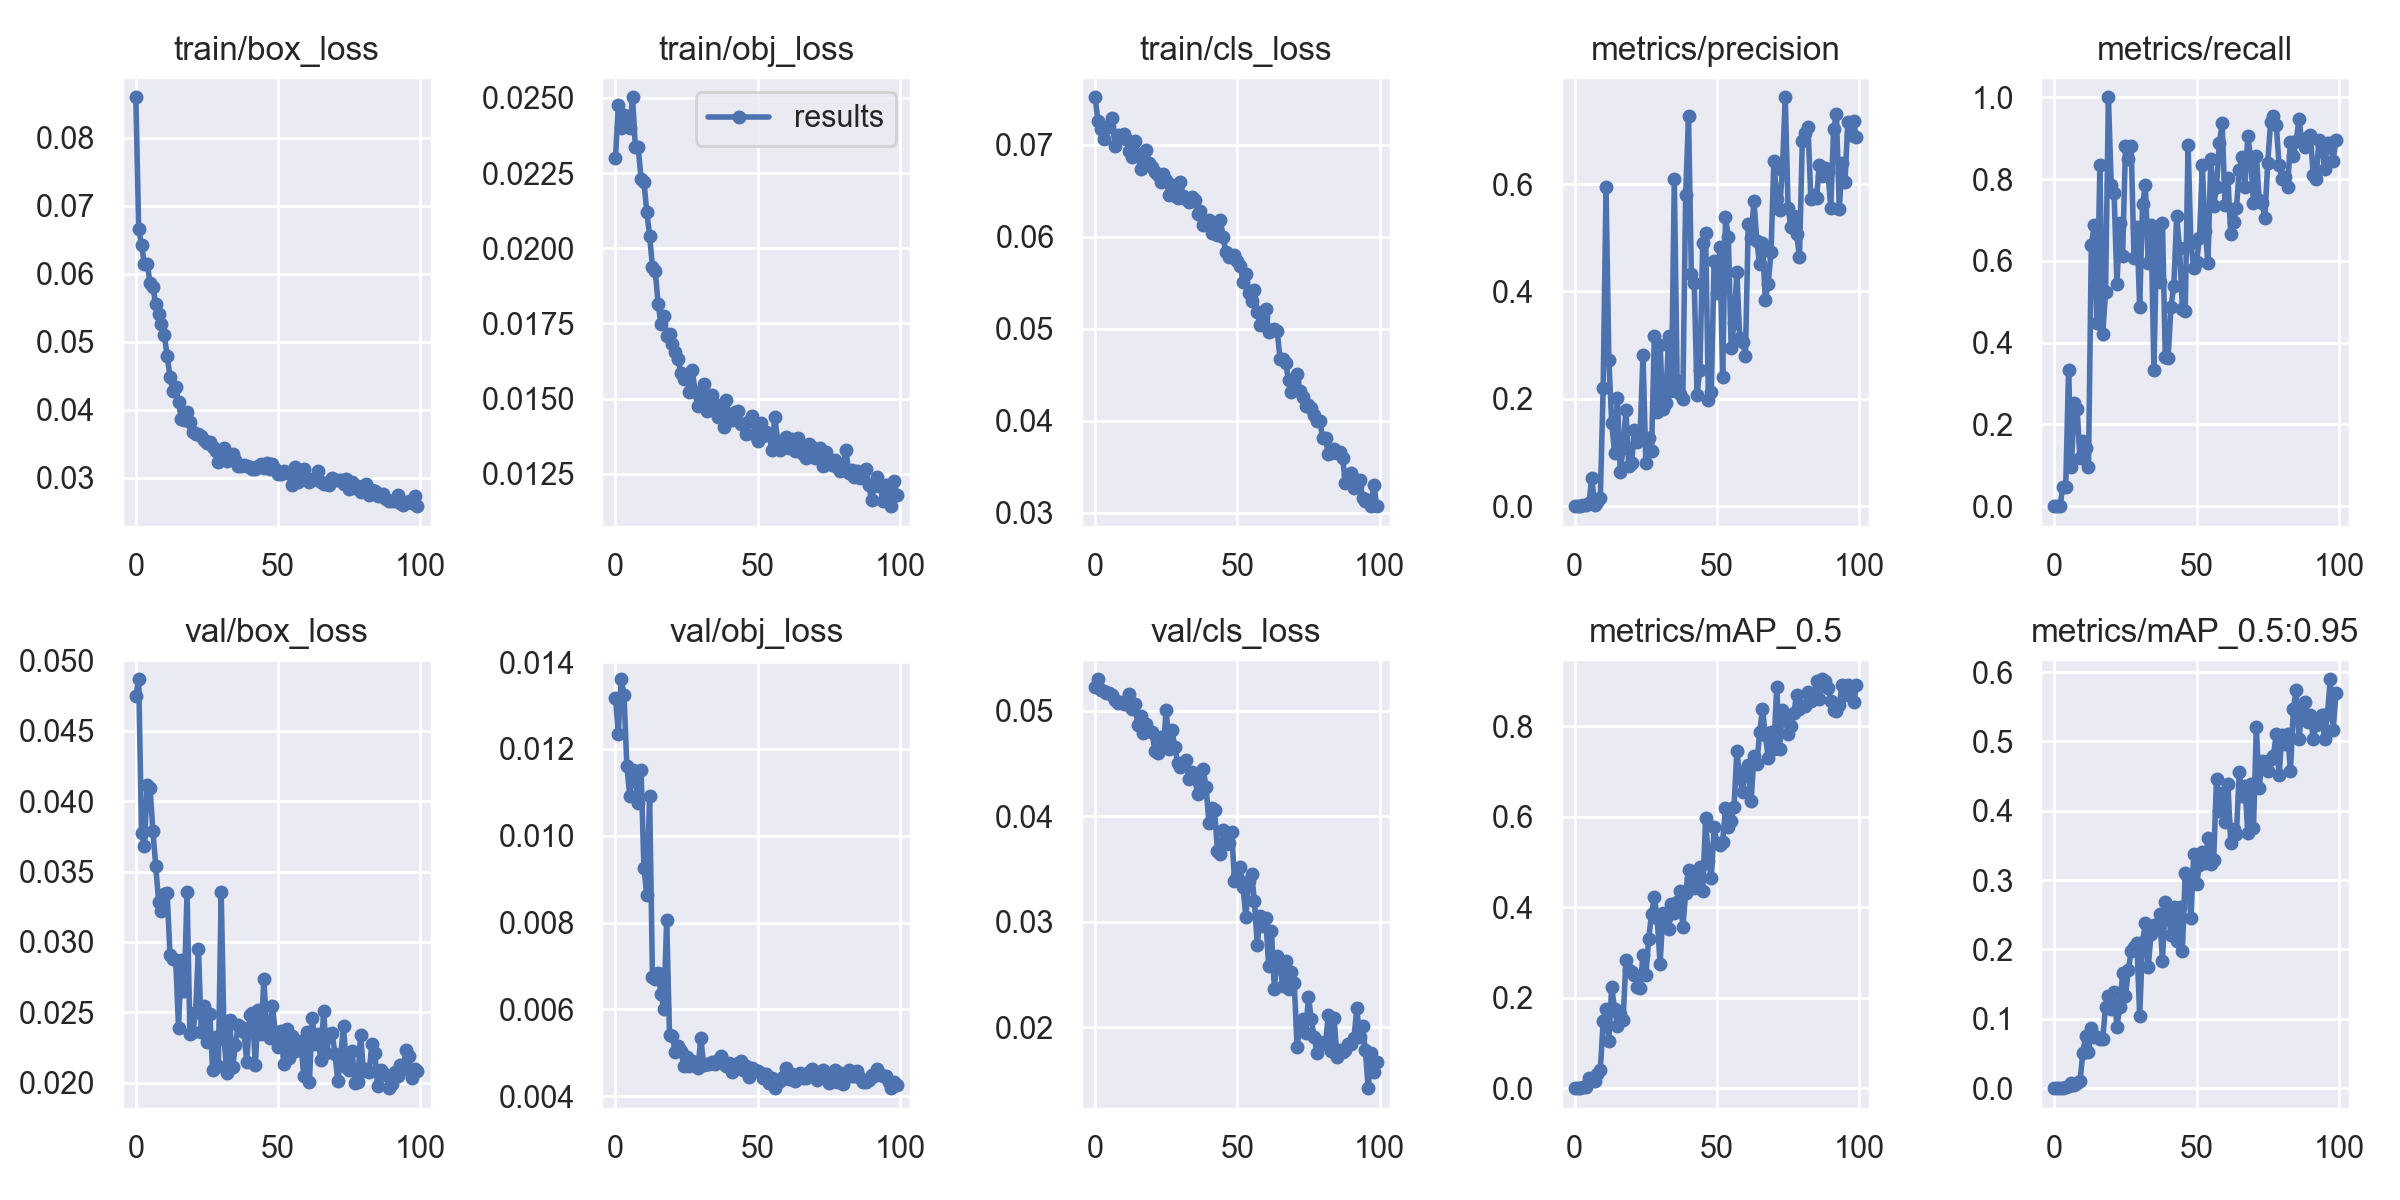 train/box_loss
0.08
0.07
0.06
0.05
0.04
0.03
0 50 100
train/obj_loss
results
0.0250
0.0225
0.0200
0.0175
0.0150
0.0125
0 50 100
train/cls_loss
0.07
0.06
0.05
0.04
0.03
0 50 100
metrics/precision
0.6
0.4
0.2
0.0
0 50 100
metrics/recall
1.0
0.8
0.6
0.4
0.2
0.0
0 50 100
val/box_loss
0.050
0.045
0.040
0.035
0.030
0.025
0.020
0 50 100
val/obj_loss
0.014
0.012
0.010
0.008
0.006
0.004
0 50 100
val/cls_loss
0.05
0.04
0.03
0.02
0 50 100
metrics/mAP_0.5
0.8
0.6
0.4
0.2
0.0
0 50 100
metrics/mAP_0.5:0.95
0.6
0.5
0.4
0.3
0.2
0.1
0.0
0 50 100